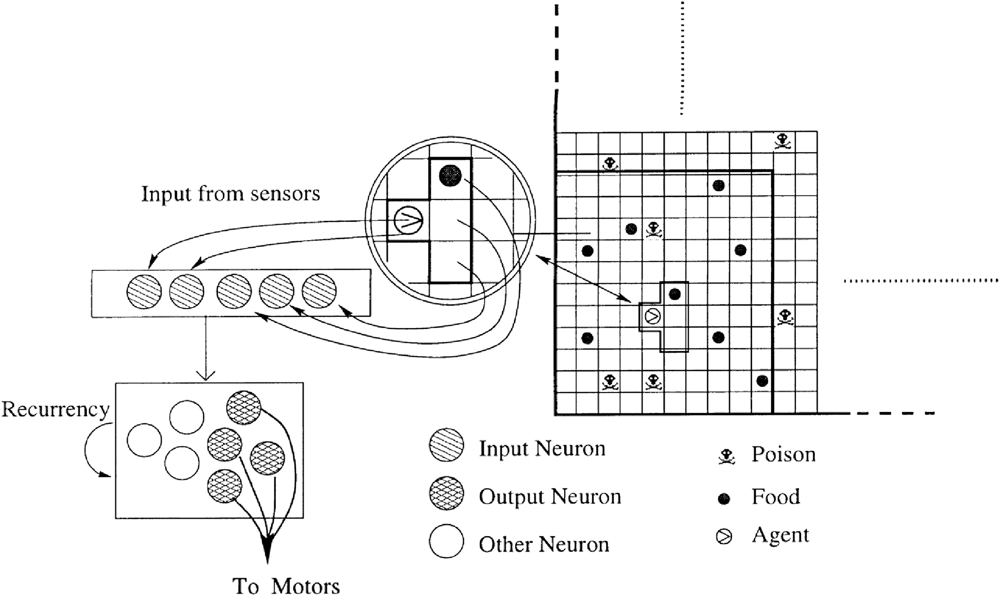 Input from sensors
Recurrency
To Motors
Input Neuron
Output Neuron
Other Neuron
Poison
Food
Agent